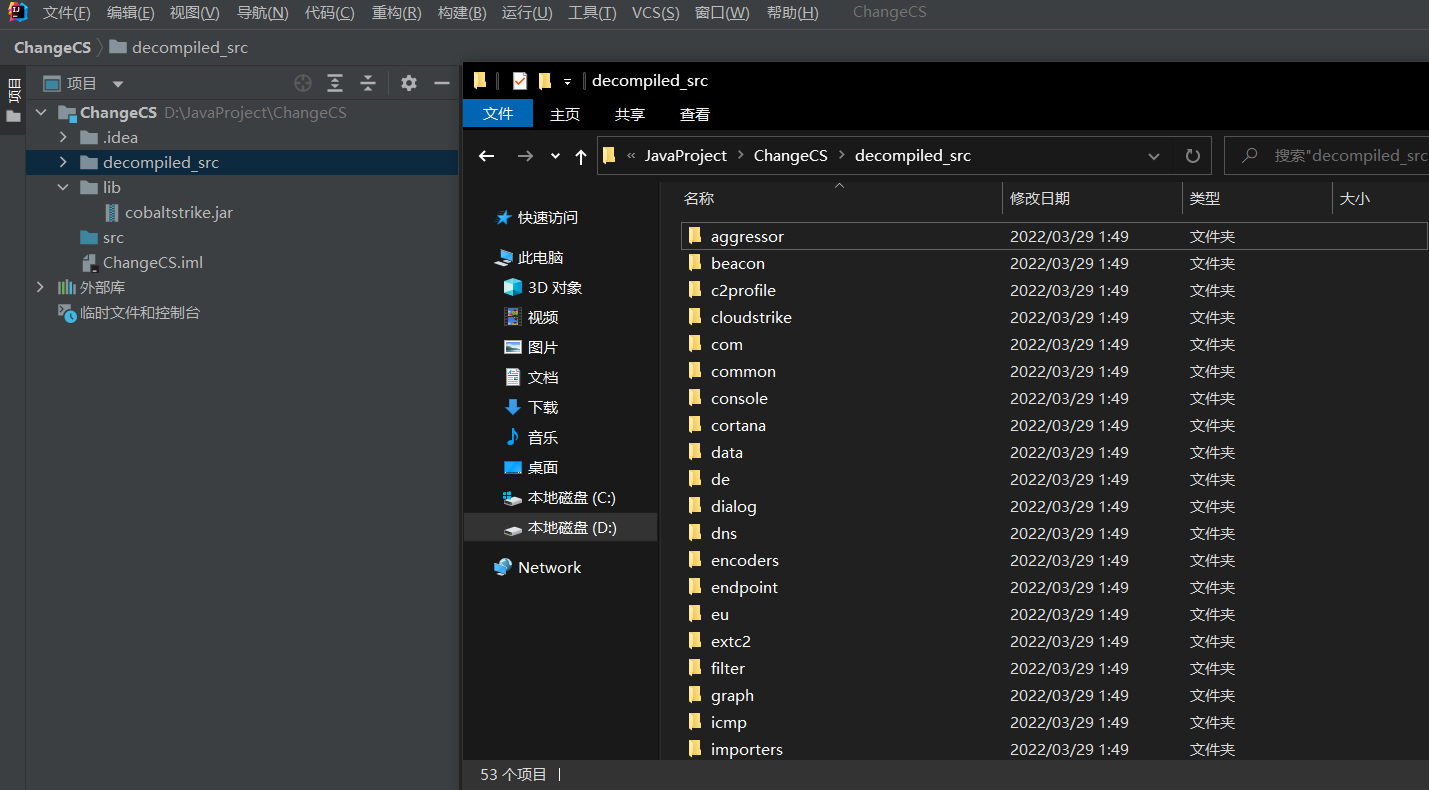 文件(F) 编辑(E) 视图(V) 导航(N) 代码(C) 重构(R) 构建(B) 运行(U) 工具(T) VCS(S) 窗口(W) 帮助(H) ChangeCS
ChangeCS decompiled_src
项目
项目
ChangeCS D:\JavaProject\ChangeCS
.idea
decompiled_src
lib
cobaltstrike.jar
src
ChangeCS.iml
外部库
临时文件和控制台
decompiled_src
文件 主页 共享 查看
« JavaProject ChangeCS decompiled_src 搜索"decompiled_src
快速访问
此电脑
3D 对象
视频
图片
文档
下载
音乐
桌面
本地磁盘 (C:)
本地磁盘 (D:)
Network
名称 修改日期 类型 大小
aggressor 2022/03/29 1:49 文件夹
beacon 2022/03/29 1:49 文件夹
c2profile 2022/03/29 1:49 文件夹
cloudstrike 2022/03/29 1:49 文件夹
com 2022/03/29 1:49 文件夹
common 2022/03/29 1:49 文件夹
console 2022/03/29 1:49 文件夹
cortana 2022/03/29 1:49 文件夹
data 2022/03/29 1:49 文件夹
de 2022/03/29 1:49 文件夹
dialog 2022/03/29 1:49 文件夹
dns 2022/03/29 1:49 文件夹
encoders 2022/03/29 1:49 文件夹
endpoint 2022/03/29 1:49 文件夹
eu 2022/03/29 1:49 文件夹
extc2 2022/03/29 1:49 文件夹
filter 2022/03/29 1:49 文件夹
graph 2022/03/29 1:49 文件夹
icmp 2022/03/29 1:49 文件夹
importers 2022/03/29 1:49 文件夹
53 个项目